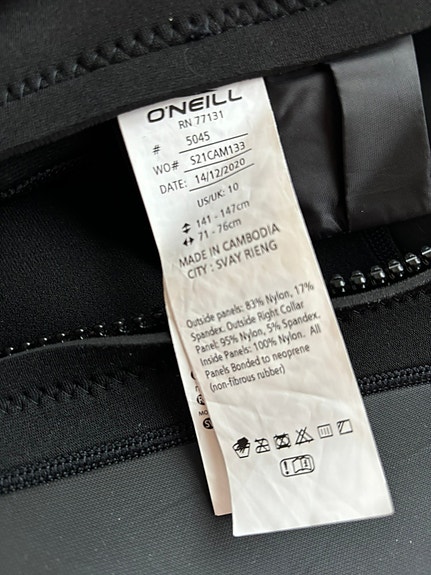 O'NEILL
RN 77131
# 5045
WO# S21CAM133
DATE: 14/12/2020
US/UK: 10
141 - 147cm
71 - 76cm
MADE IN CAMBODIA
CITY : SVAY RIENG
Outside panels: 83% Nylon, 17%
Spandex. Outside Right Collar
Panel: 95% Nylon, 5% Spandex.
Inside Panels: 100% Nylon. All
Panels Bonded to neoprene
(non-fibrous rubber)